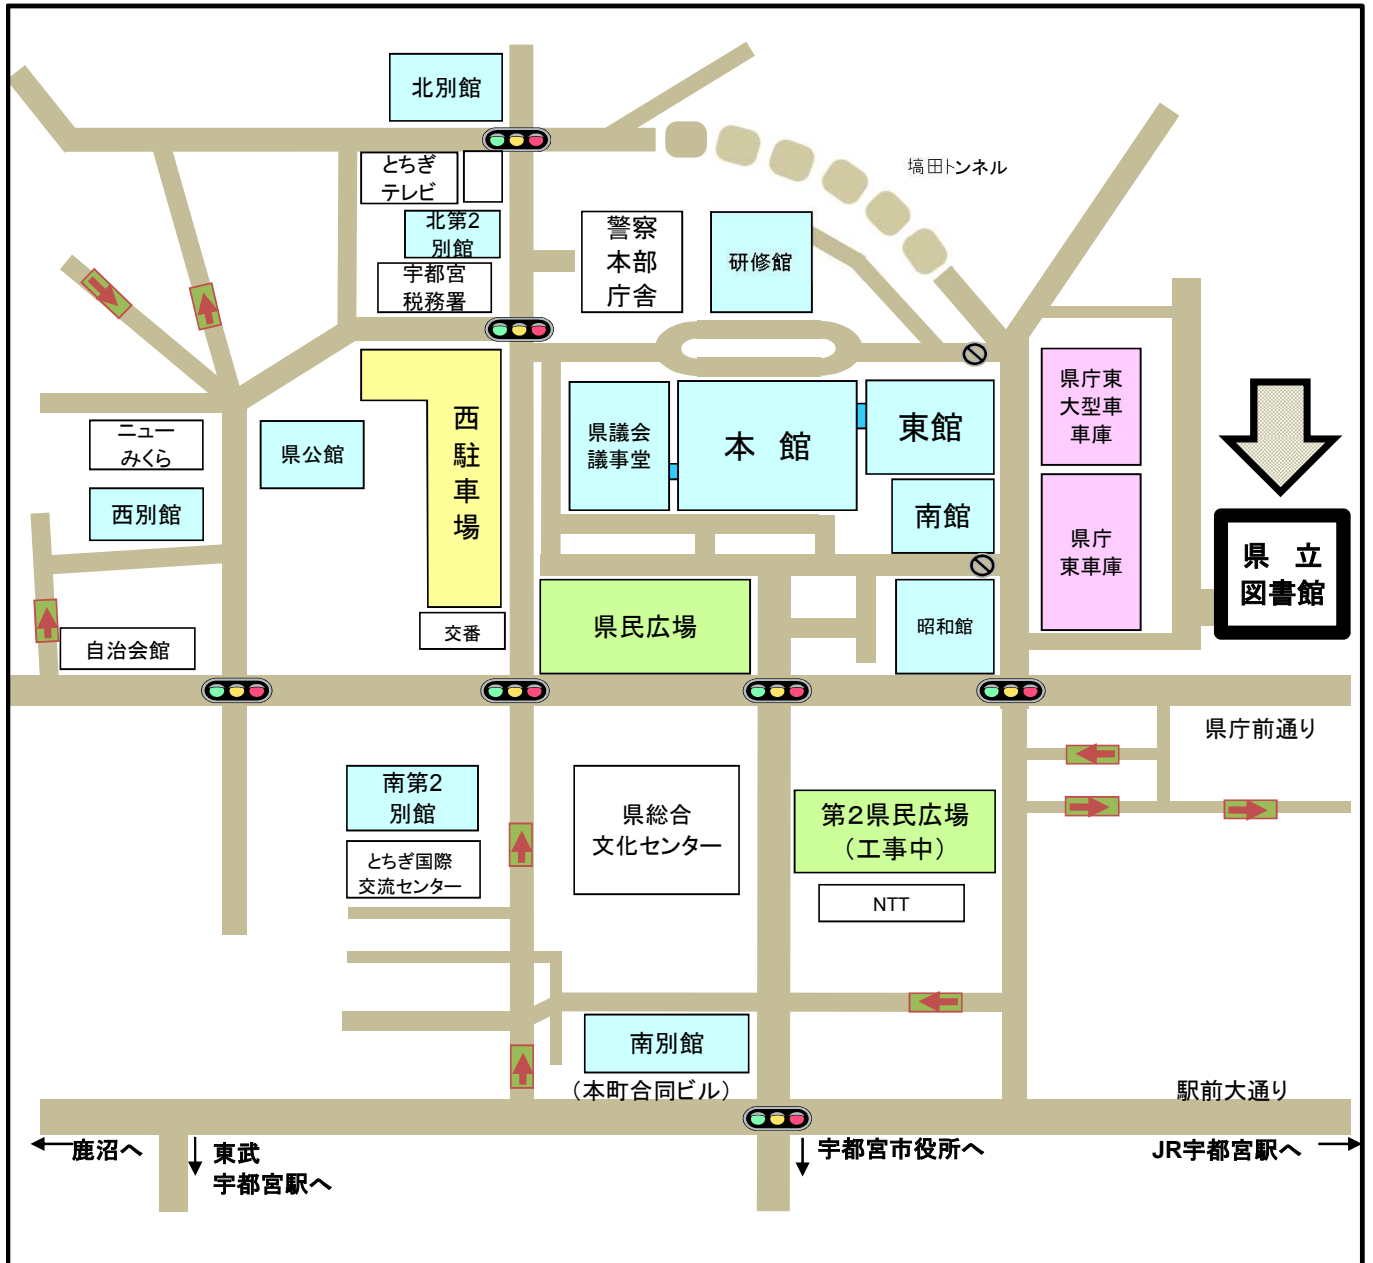 北別館
とちぎ
テレビ
北第2
別館
宇都宮
税務署
警察
本部
庁舎
研修館
塙田トンネル
西
駐
車
場
県議会
議事堂
本 館
東館
南館
県庁東
大型車
車庫
県庁
東車庫
県 立
図書館
ニュー
みくら
県公館
西別館
自治会館
交番
県民広場
昭和館
県庁前通り
南第2
別館
とちぎ国際
交流センター
県総合
文化センター
第2県民広場
(工事中)
NTT
南別館
(本町合同ビル)
駅前大通り
鹿沼へ
東武
宇都宮駅へ
宇都宮市役所へ
JR宇都宮駅へ